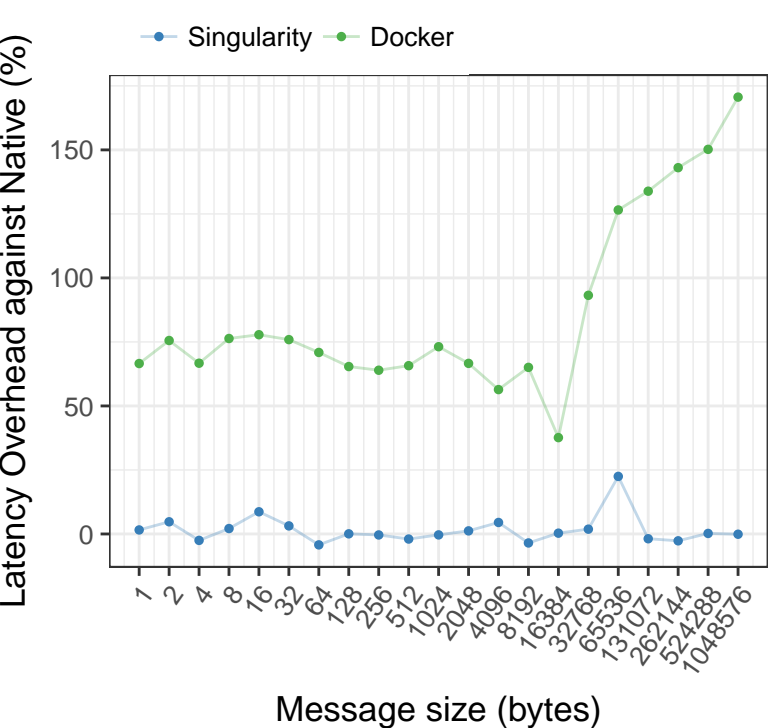 Singularity Docker
Latency Overhead against Native (%)
150
100
50
0
1 2 4 8 16 32 64 128 256 512 1024 2048 4096 8192 16384 32768 65536 131072 262144 524288 1048576
Message size (bytes)